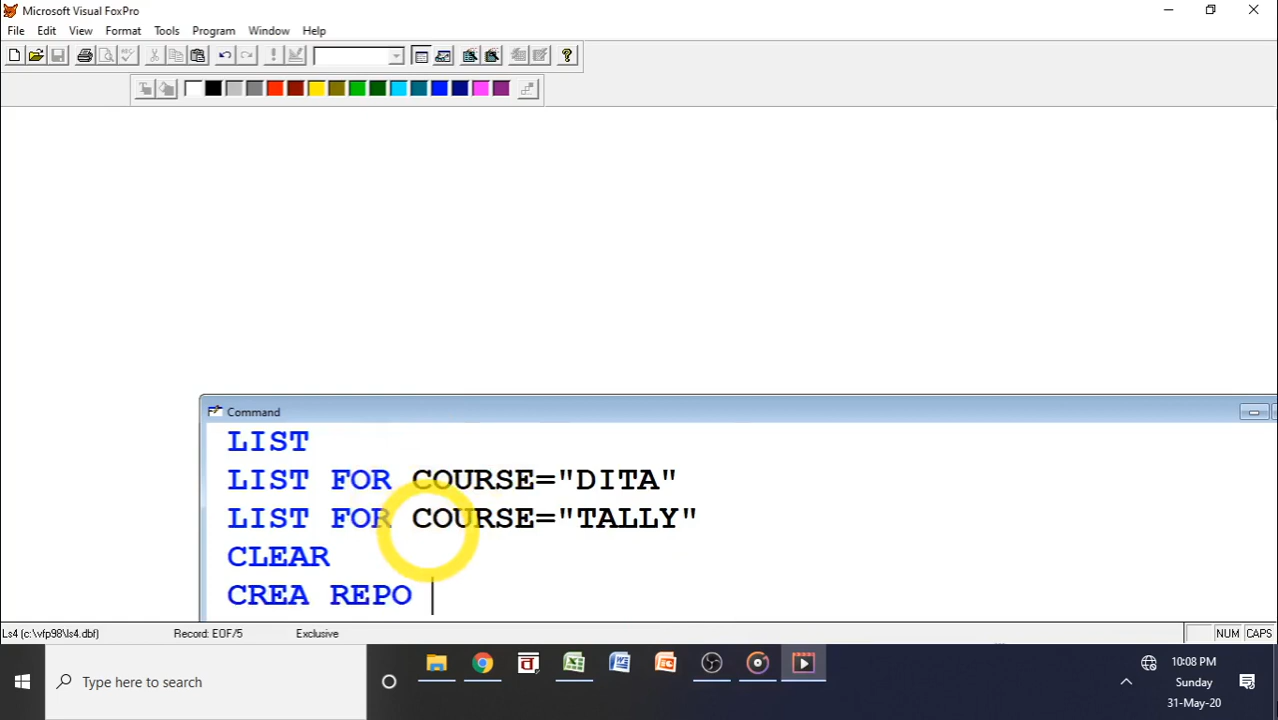 Microsoft Visual FoxPro
File Edit View Format Tools Program Window Help
Command
LIST
LIST FOR COURSE="DITA"
LIST FOR COURSE="TALLY"
CLEAR
CREA REPO
Ls4 (c:\vfp98\ls4.dbf) Record: EOF/5 Exclusive NUM CAPS
Type here to search
10:08 PM
Sunday
31-May-20